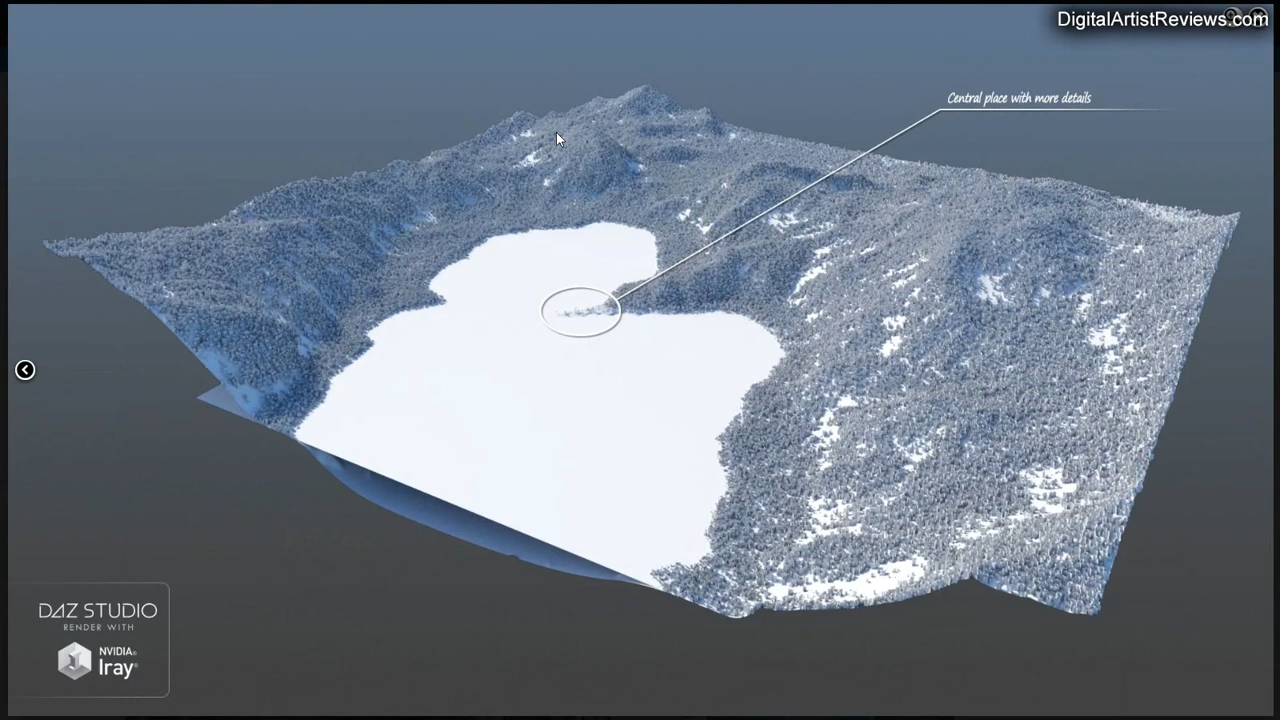 DigitalArtistReviews.com
Central place with more details
DAZ STUDIO
RENDER WITH
NVIDIA®
Iray®